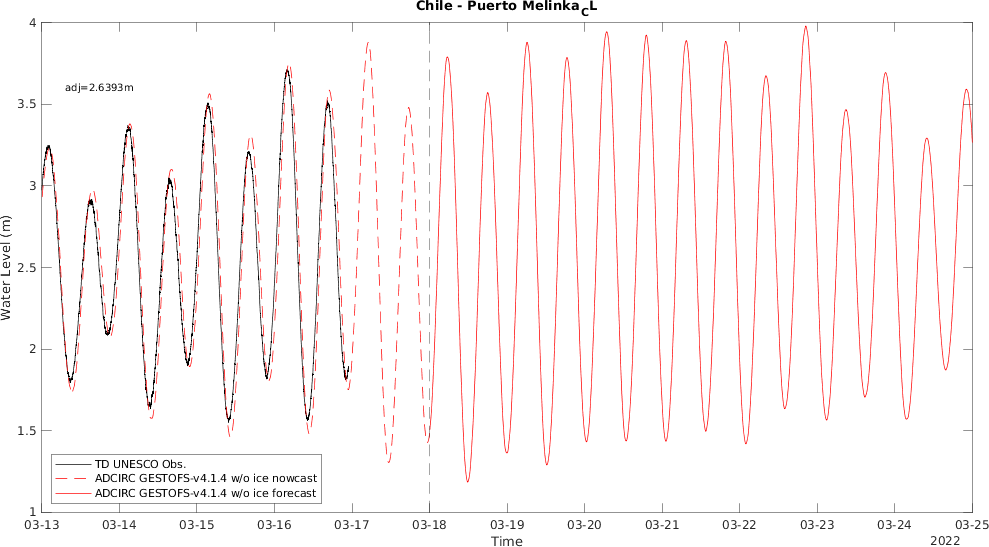 Chile - Puerto Melinka_CL
adj=2.6393m
Water Level (m)
4
3.5
3
2.5
2
1.5
1
TD UNESCO Obs.
ADCIRC GESTOFS-v4.1.4 w/o ice nowcast
ADCIRC GESTOFS-v4.1.4 w/o ice forecast
03-13 03-14 03-15 03-16 03-17 03-18 03-19 03-20 03-21 03-22 03-23 03-24 03-25
Time
2022